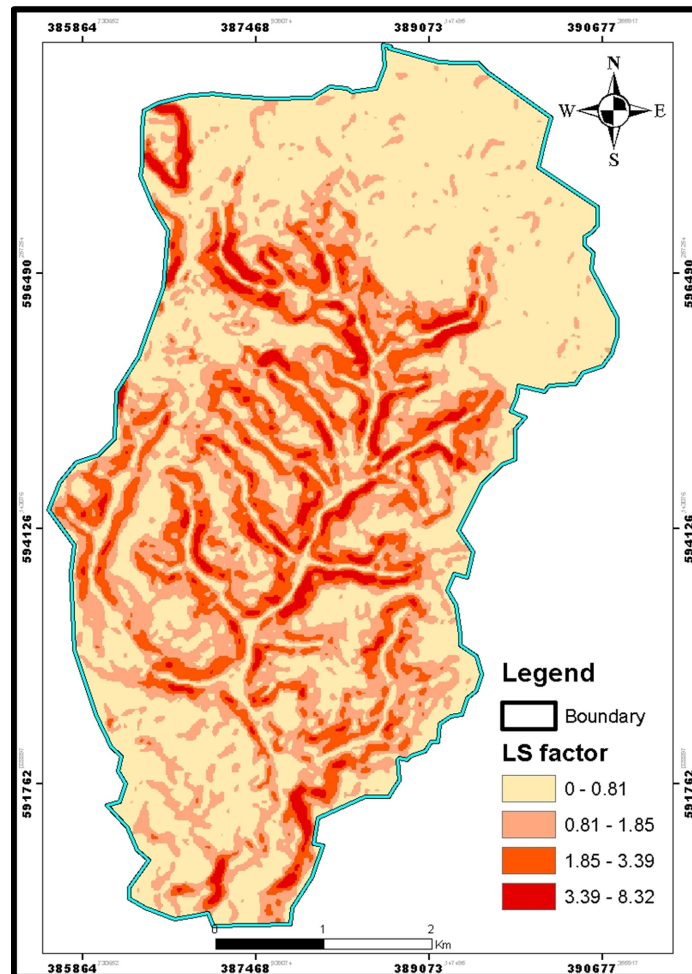 385864 387468 389073 390677
N
W E
S
596490 596490
594126 594126
591762 591762
Legend
Boundary
LS factor
0 - 0.81
0.81 - 1.85
1.85 - 3.39
3.39 - 8.32
0 1 2
Km
385864 387468 389073 390677